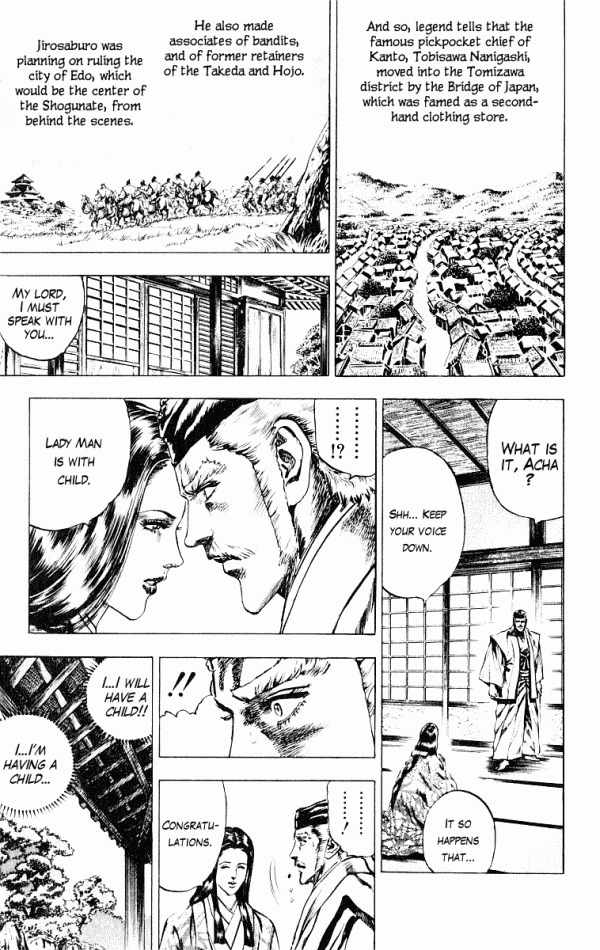 And so, legend tells that the
famous pickpocket chief of
Kanto, Tobisawa Nanigashi,
moved into the Tomizawa
district by the Bridge of Japan,
which was famed as a second-
hand clothing store.
He also made
associates of bandits,
and of former retainers
of the Takeda and Hojo.
Jirosaburo was
planning on ruling the
city of Edo, which
would be the center of
the Shogunate, from
behind the scenes.
MY LORD,
I MUST
SPEAK WITH
YOU...
WHAT IS
IT, ACHA
?
SHH... KEEP
YOUR VOICE
DOWN.
IT SO
HAPPENS
THAT...
LADY MAN
IS WITH
CHILD.
........
!?
!!
........
!
CONGRATU-
LATIONS.
I...I WILL
HAVE A
CHILD!!
I...I'M
HAVING A
CHILD...